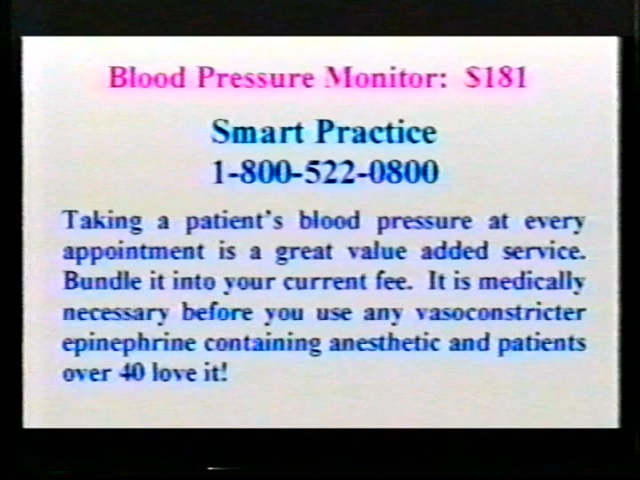 Blood Pressure Monitor: $181
Smart Practice
1-800-522-0800
Taking a patient's blood pressure at every
appointment is a great value added service.
Bundle it into your current fee. It is medically
necessary before you use any vasoconstricter
epinephrine containing anesthetic and patients
over 40 love it!